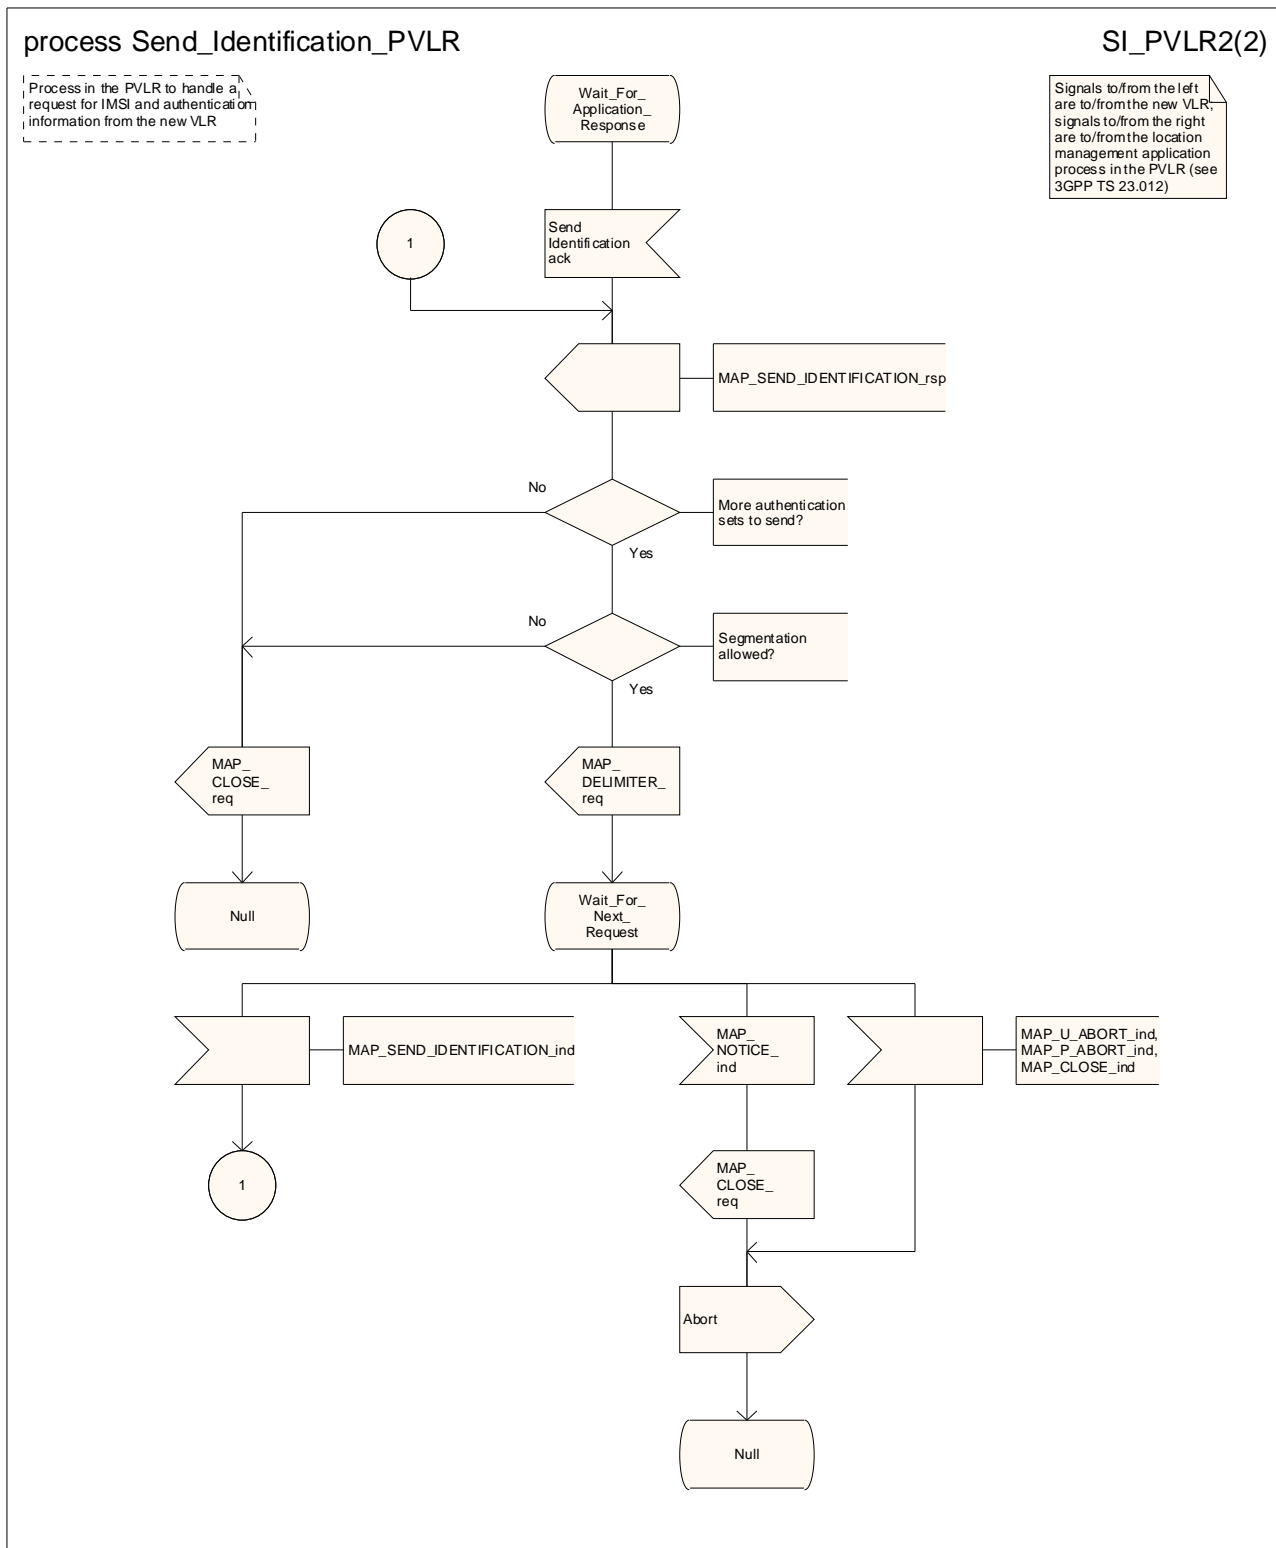 process Send_Identification_PVLR
SI_PVLR2(2)
Process in the PVLR to handle a
request for IMSI and authentication
information from the new VLR
Wait_For_
Application_
Response
Signals to/from the left
are to/from the new VLR;
signals to/from the right
are to/from the location
management application
process in the PVLR (see
3GPP TS 23.012)
1
Send
Identification
ack
MAP_SEND_IDENTIFICATION_rsp
No
More authentication
sets to send?
Yes
No
Segmentation
allowed?
Yes
MAP_
CLOSE_
req
MAP_
DELIMITER_
req
Null
Wait_For_
Next_
Request
MAP_SEND_IDENTIFICATION_ind
MAP_
NOTICE_
ind
MAP_U_ABORT_ind,
MAP_P_ABORT_ind,
MAP_CLOSE_ind
1
MAP_
CLOSE_
req
Abort
Null